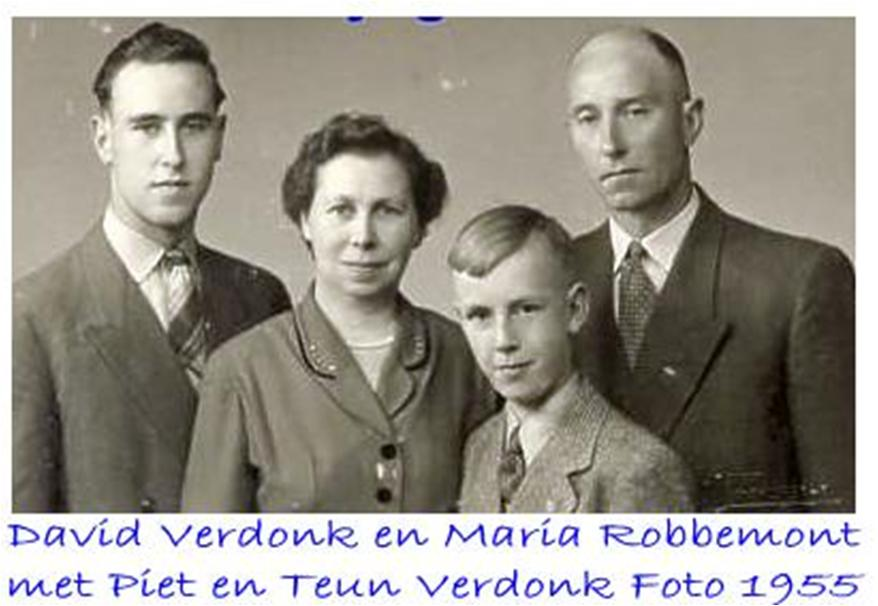 David Verdonk en Maria Robbemont
met Piet en Teun Verdonk Foto 1955